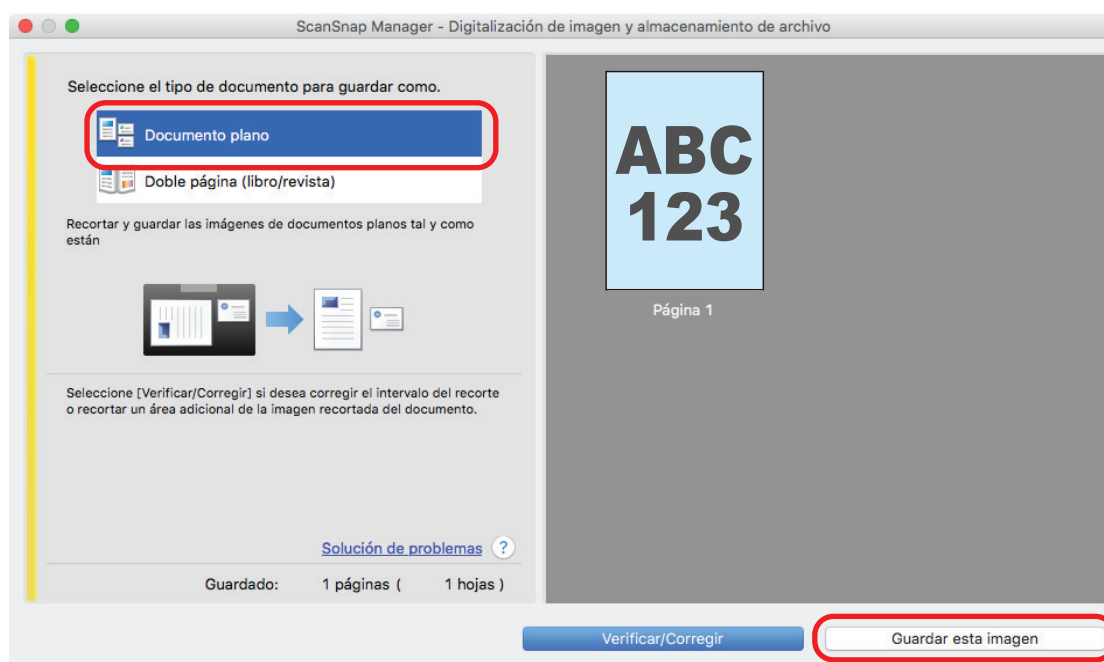 ScanSnap Manager - Digitalización de imagen y almacenamiento de archivo
Seleccione el tipo de documento para guardar como.
Documento plano
Doble página (libro/revista)
Recortar y guardar las imágenes de documentos planos tal y como
están
Seleccione [Verificar/Corregir] si desea corregir el intervalo del recorte
o recortar un área adicional de la imagen recortada del documento.
Solución de problemas ?
Guardado: 1 páginas ( 1 hojas )
ABC
123
Página 1
Verificar/Corregir
Guardar esta imagen